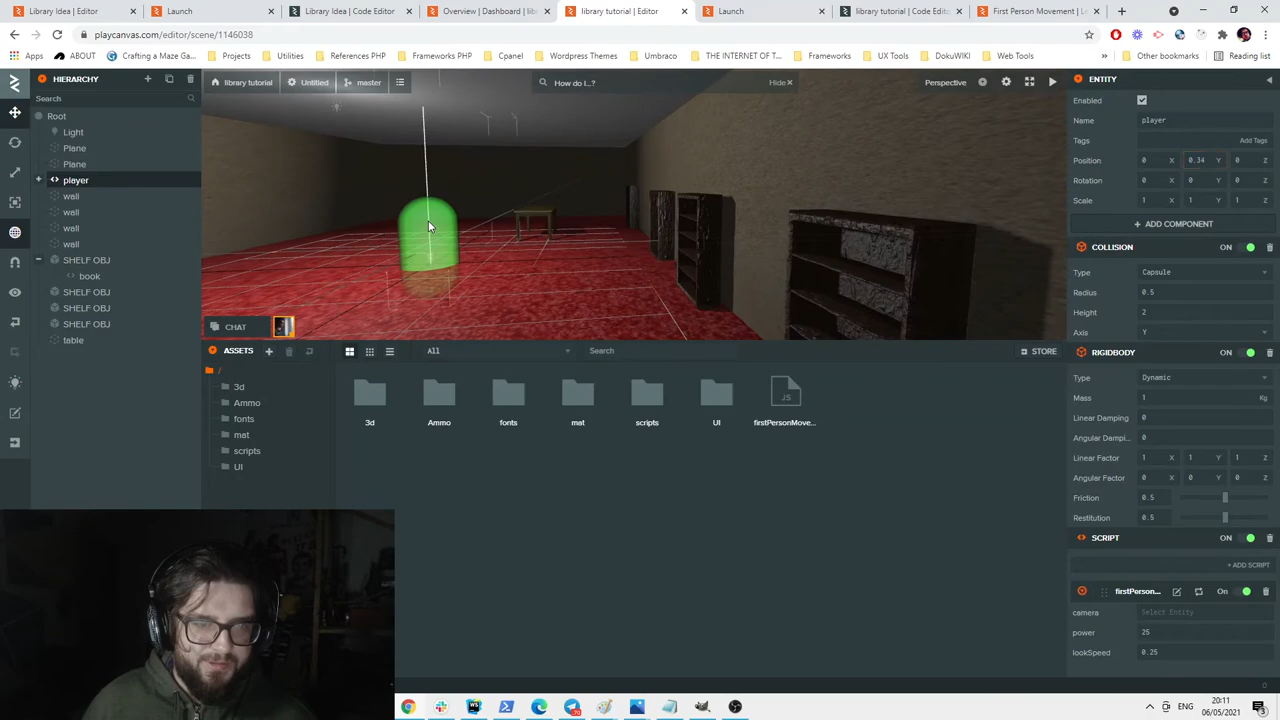 Library Idea | Editor
Launch
Library Idea | Code Editor
Overview | Dashboard | lib
library tutorial | Editor
Launch
library tutorial | Code Edito
First Person Movement | Le
playcanvas.com/editor/scene/1146038
Apps
ABOUT
Crafting a Maze Ga...
Projects
Utilities
References PHP
Frameworks PHP
Cpanel
Wordpress Themes
Umbraco
THE INTERNET OF T...
Frameworks
UX Tools
DokuWIKI
Web Tools
Other bookmarks
Reading list
HIERARCHY
library tutorial
Untitled
master
How do I...?
Hide
Perspective
ENTITY
Search
Root
Light
Plane
Plane
player
wall
wall
wall
wall
SHELF OBJ
book
SHELF OBJ
SHELF OBJ
SHELF OBJ
table
CHAT
Enabled
Name player
Tags Add Tags
Position 0 X 0.34 Y 0 Z
Rotation 0 X 0 Y 0 Z
Scale 1 X 1 Y 1 Z
ADD COMPONENT
COLLISION ON
Type Capsule
Radius 0.5
Height 2
Axis Y
RIGIDBODY ON
Type Dynamic
Mass 1 Kg
Linear Damping 0
Angular Dampi... 0
Linear Factor 1 X 1 Y 1 Z
Angular Factor 0 X 0 Y 0 Z
Friction 0.5
Restitution 0.5
SCRIPT ON
+ ADD SCRIPT
firstPerson... On
camera Select Entity
power 25
lookSpeed 0.25
ASSETS
All
Search
STORE
/
3d
Ammo
fonts
mat
scripts
UI
3d
Ammo
fonts
mat
scripts
UI
JS
firstPersonMove...
ENG
20:11
06/05/2021